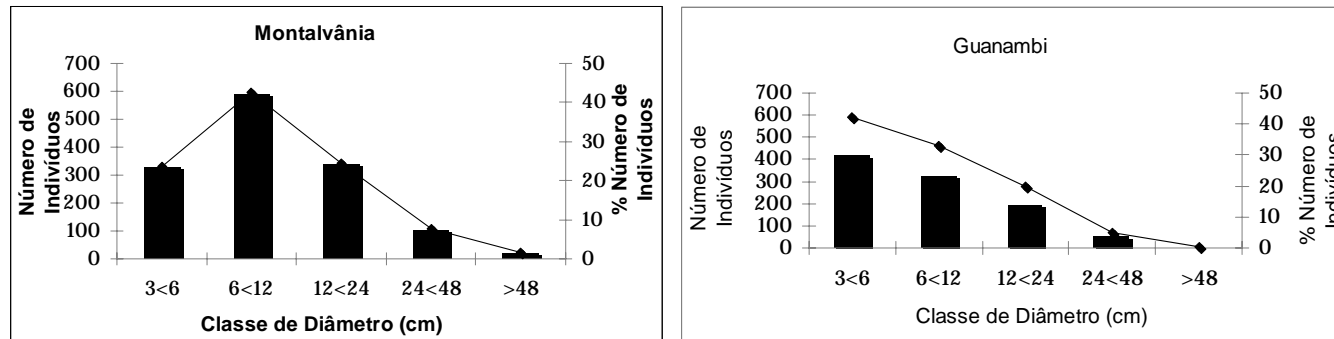 Montalvânia
Número de
Indivíduos
700
600
500
400
300
200
100
0
50
40
30
20
10
0
% Número de
Indivíduos
3<6 6<12 12<24 24<48 >48
Classe de Diâmetro (cm)
Guanambi
Número de
Indivíduos
700
600
500
400
300
200
100
0
50
40
30
20
10
0
% Número de
Indivíduos
3<6 6<12 12<24 24<48 >48
Classe de Diâmetro (cm)